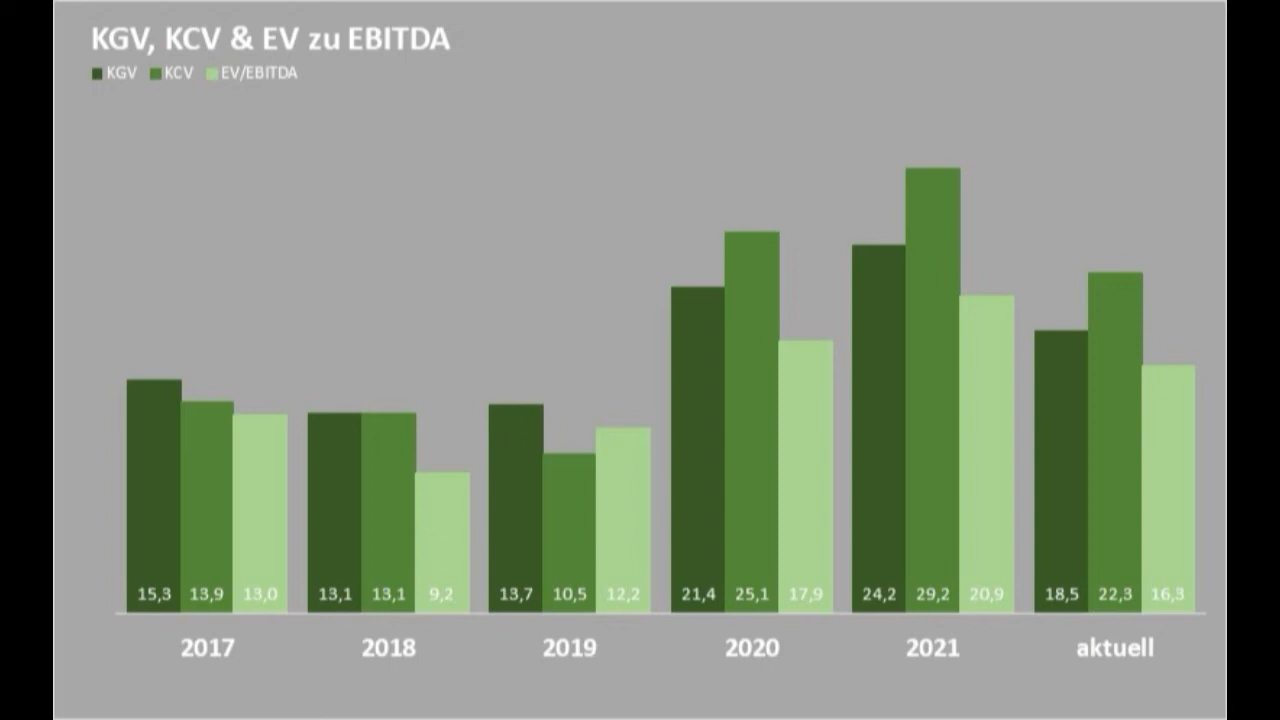 KGV, KCV & EV zu EBITDA
KGV KCV EV/EBITDA
15,3 13,9 13,0 13,1 13,1 9,2 13,7 10,5 12,2 21,4 25,1 17,9 24,2 29,2 20,9 18,5 22,3 16,3
2017 2018 2019 2020 2021 aktuell